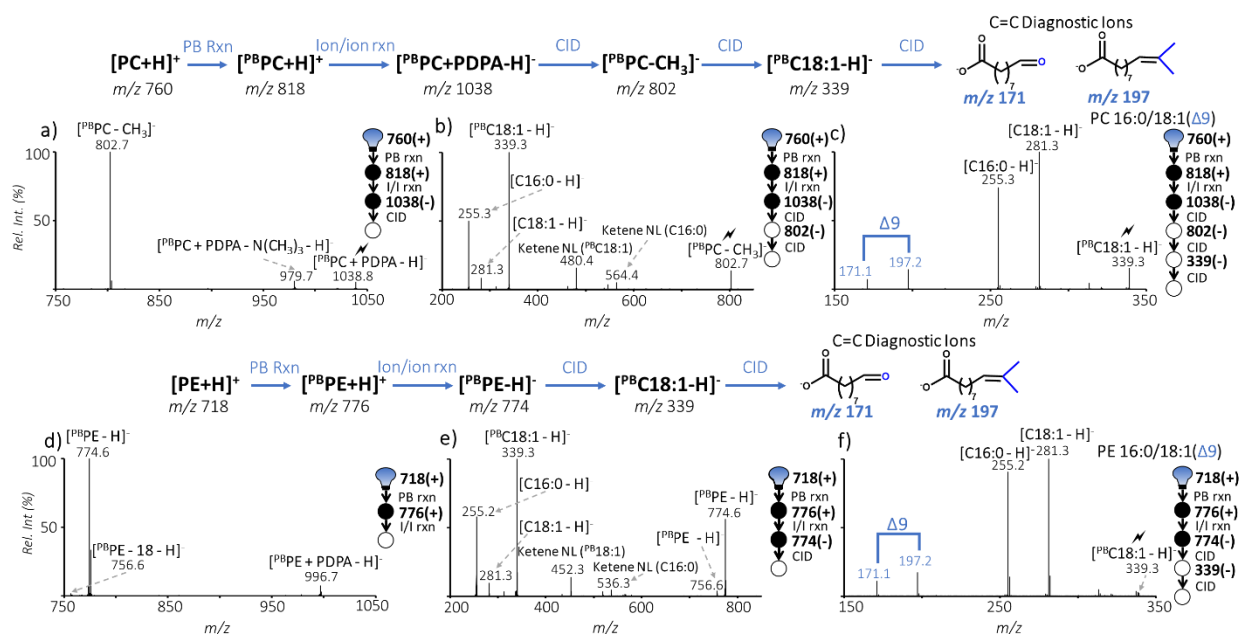 C=C Diagnostic Ions
PB Rxn Ion/ion rxn CID CID CID
[PC+H]+ [PBPC+H]+ [PC+PDPA-H]- [PBPC-CH3]- [PBC18:1-H]-
m/z 760 m/z 818 m/z 1038 m/z 802 m/z 339
O -O 7 O
m/z 171
O -O 7
m/z 197
a)
[PBPC - CH3]-
802.7
760(+)
PB rxn
818(+)
I/I rxn
1038(-)
CID
[PBPC + PDPA - N(CH3)3 - H]-
979.7
[PBPC + PDPA - H]-
1038.8
Rel. Int. (%)
100
50
750 850 950 1050
m/z
b)
[PBC18:1 - H]-
339.3
[C16:0 - H]-
255.3
[C18:1 - H]-
281.3
Ketene NL (PBC18:1)
480.4
Ketene NL (C16:0)
564.4
[PBPC - CH3]-
802.7
760(+)
PB rxn
818(+)
I/I rxn
1038(-)
CID
802(-)
CID
200 400 600 800
m/z
c)
PC 16:0/18:1(Δ9)
[C18:1 - H]-
281.3
[C16:0 - H]-
255.3
Δ9
171.1
197.2
[PBC18:1 - H]-
339.3
760(+)
PB rxn
818(+)
I/I rxn
1038(-)
CID
802(-)
CID
339(-)
CID
150 250 350
m/z
C=C Diagnostic Ions
PB Rxn Ion/ion rxn CID CID
[PE+H]+ [PBPE+H]+ [PBPE-H]- [PBC18:1-H]-
m/z 718 m/z 776 m/z 774 m/z 339
O -O 7 O
m/z 171
O -O 7
m/z 197
d)
[PBPE - H]-
774.6
718(+)
PB rxn
776(+)
I/I rxn
[PBPE - 18 - H]-
756.6
[PBPE + PDPA - H]-
996.7
Rel. Int (%)
100
50
750 850 950 1050
m/z
e)
[PBC18:1 - H]-
339.3
[C16:0 - H]
255.2
[C18:1 - H]-
281.3
Ketene NL (PB18:1)
452.3
Ketene NL (C16:0)
536.3
[PBPE - H]-
774.6
[PBPE - H]-
756.6
718(+)
PB rxn
776(+)
I/I rxn
774(-)
CID
200 400 600 800
m/z
f)
PE 16:0/18:1(Δ9)
[C18:1 - H]-
281.3
[C16:0 - H]-
255.2
Δ9
171.1
197.2
[PBC18:1 - H]-
339.3
718(+)
PB rxn
776(+)
I/I rxn
774(-)
CID
339(-)
CID
150 250 350
m/z